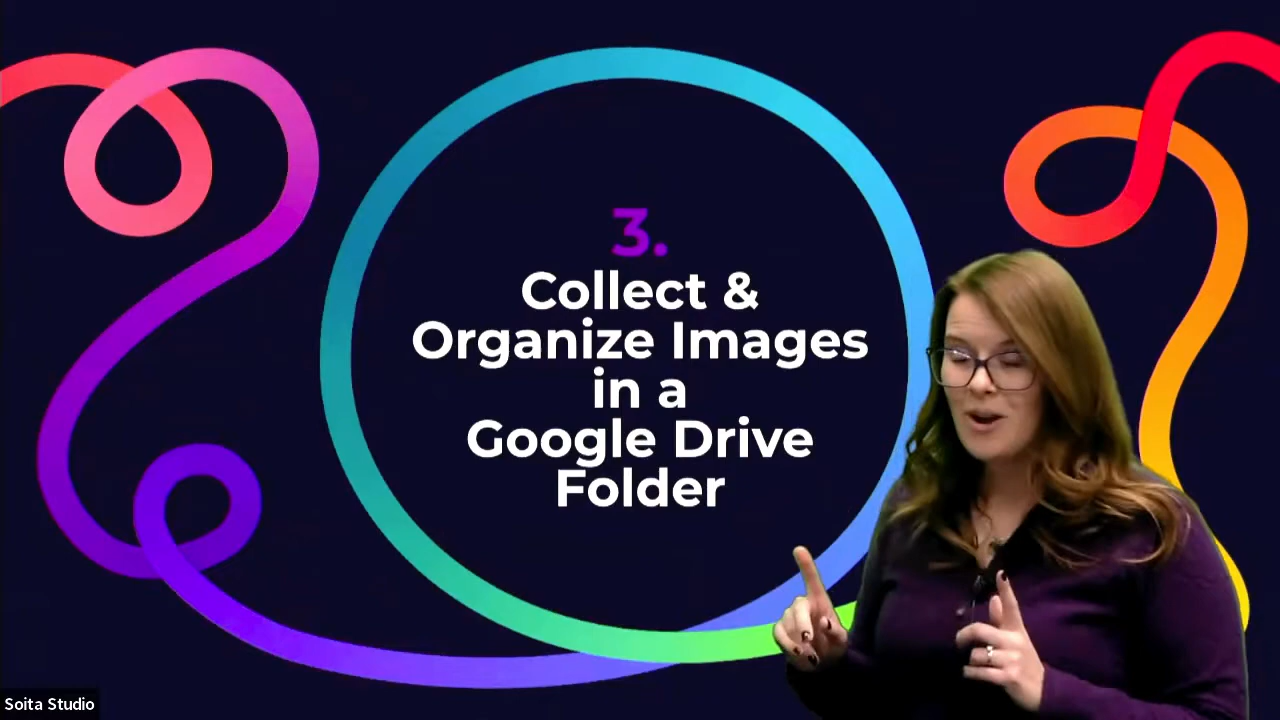 3.
Collect &
Organize Images
in a
Google Drive
Folder
Soita Studio